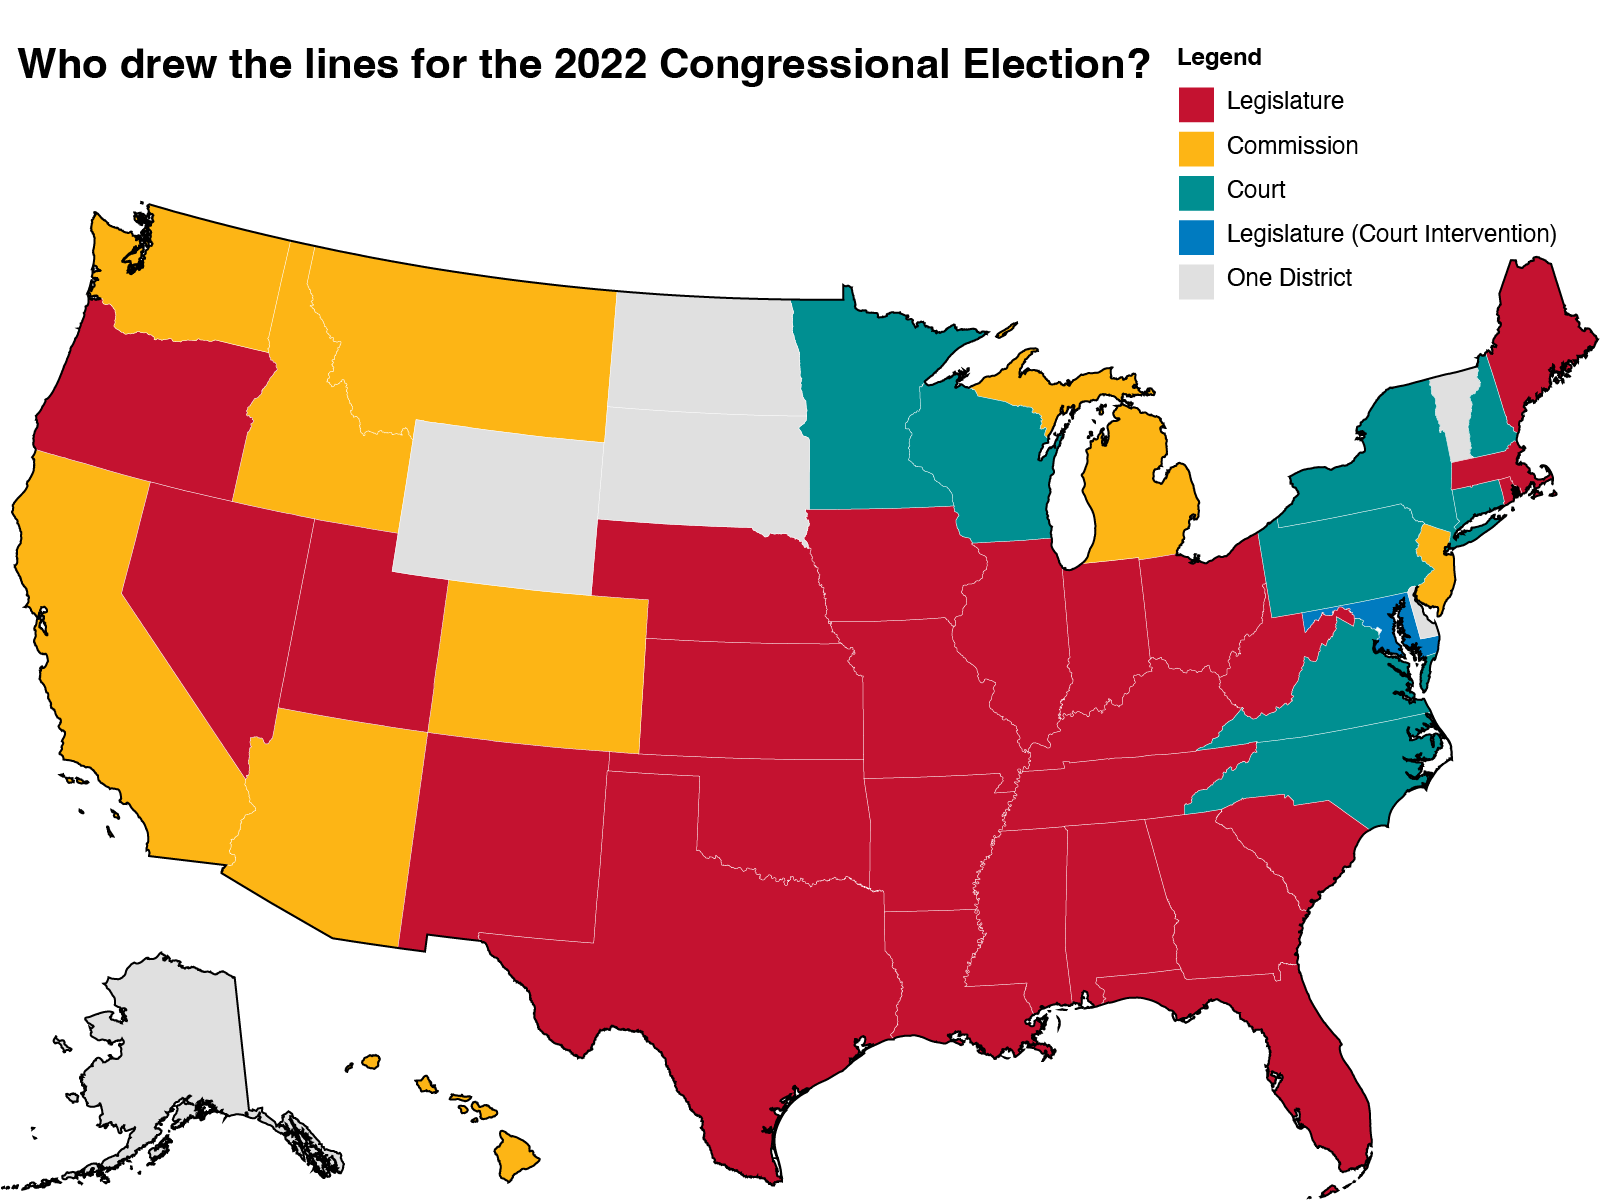 Who drew the lines for the 2022 Congressional Election?
Legend
Legislature
Commission
Court
Legislature (Court Intervention)
One District